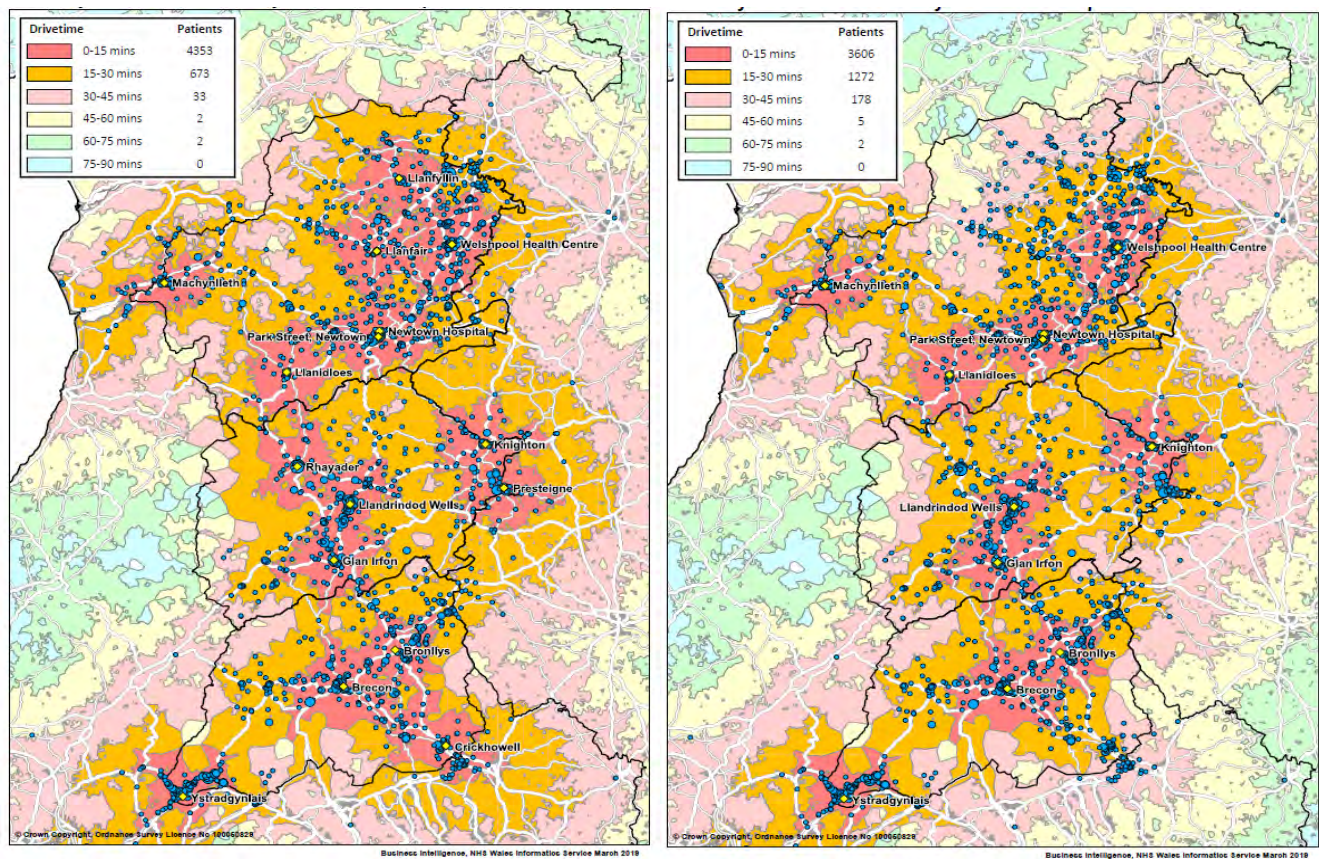 Drivetime Patients
0-15 mins 4353
15-30 mins 673
30-45 mins 33
45-60 mins 2
60-75 mins 2
75-90 mins 0
Llanfyllin
Welshpool Health Centre
Llanfair
Machynlleth
Newtown Hospital
Park Street, Newtown
Llanidloes
Knighton
Rhayader
Presteigne
Llandrindod Wells
Glan Irfon
Bronllys
Brecon
Crickhowell
Ystradgynlais
© Crown Copyright, Ordnance Survey Licence No 100050829
Business Intelligence, NHS Wales Informatics Service March 2019
Drivetime Patients
0-15 mins 3606
15-30 mins 1272
30-45 mins 178
45-60 mins 5
60-75 mins 2
75-90 mins 0
Welshpool Health Centre
Machynlleth
Newtown Hospital
Park Street, Newtown
Llanidloes
Knighton
Llandrindod Wells
Glan Irfon
Bronllys
Brecon
Ystradgynlais
© Crown Copyright, Ordnance Survey Licence No 100050829
Business Intelligence, NHS Wales Informatics Service March 2019